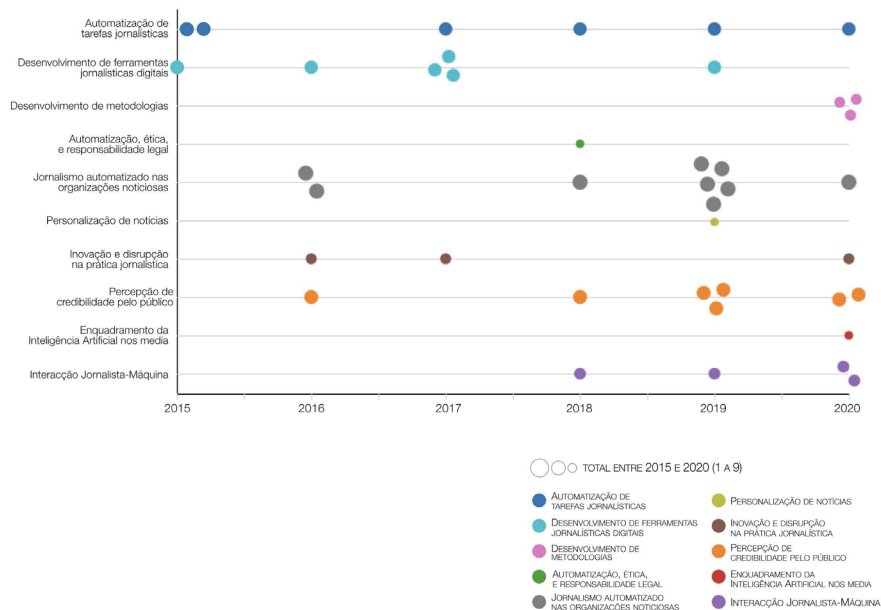 Automatização de
tarefas jornalísticas
Desenvolvimento de ferramentas
jornalísticas digitais
Desenvolvimento de metodologias
Automatização, ética,
e responsabilidade legal
Jornalismo automatizado nas
organizações noticiosos
Personalização de notícias
Inovação e disrupção
na prática jornalística
Percepção de
credibilidade pelo público
Enquadramento da
Inteligência Artificial nos media
Interacção Jornalista-Máquina
2015 2016 2017 2018 2019 2020
TOTAL ENTRE 2015 E 2020 (1 A 9)
Automatização de
tarefas jornalísticas
Desenvolvimento de ferramentas
jornalísticas digitais
Desenvolvimento de
metodologias
Automatização, ética,
e responsabilidade legal
Jornalismo automatizado
nas organizações noticiosos
Personalização de notícias
Inovação e disrupção
na prática jornalística
Percepção de
credibilidade pelo público
Enquadramento da
Inteligência Artificial nos media
Interacção Jornalista-Máquina